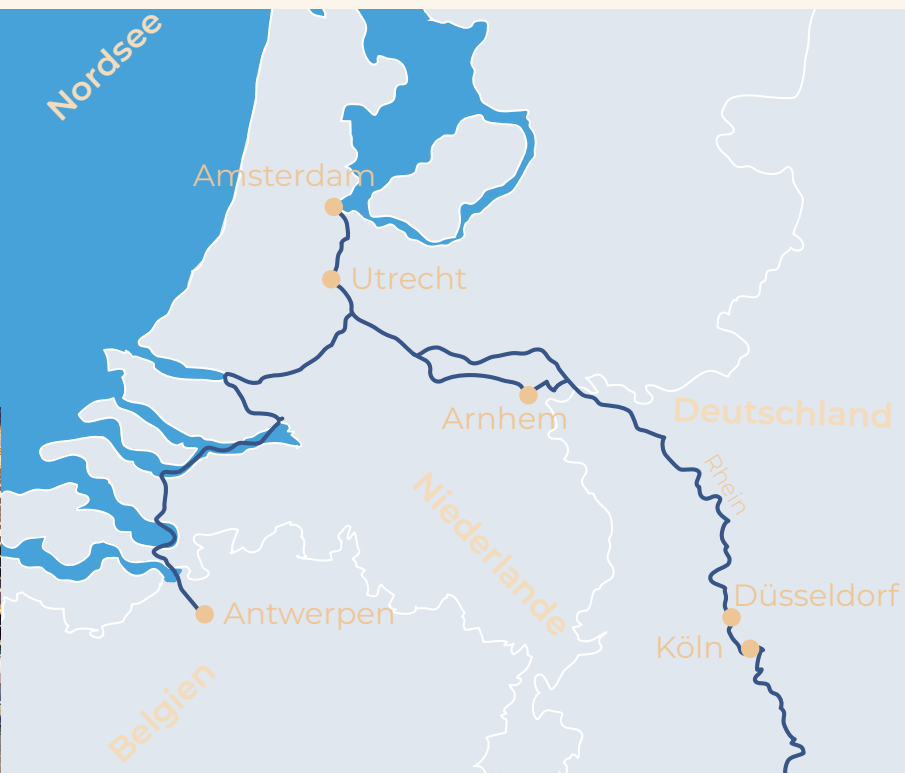 Nordsee
Amsterdam
Utrecht
Deutschland
Arnhem
Rhein
Niederlande
Düsseldorf
Antwerpen
Köln
Belgien